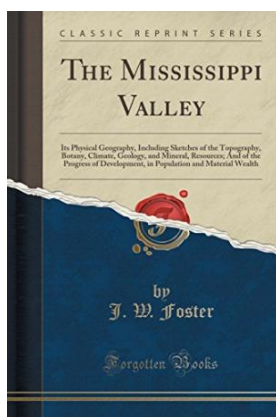 CLASSIC REPRINT SERIES
THE MISSISSIPPI
VALLEY
Its Physical Geography, Including Sketches of the Topography,
Botany, Climate, Geology, and Mineral, Resources; And of the
Progress of Development, in Population and Material Wealth
by
J. W. Foster
Forgotten Books